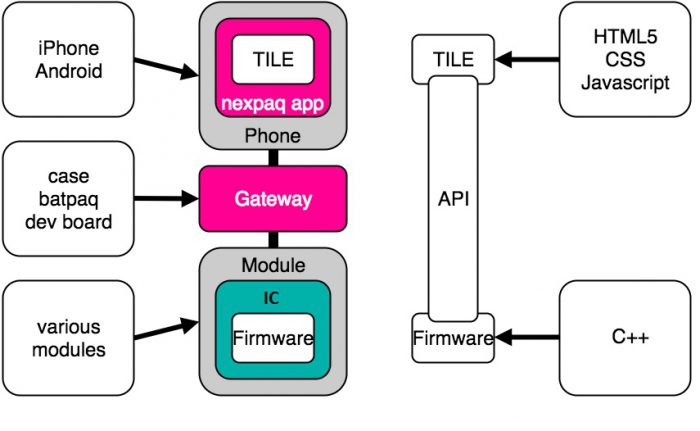 iPhone
Android
TILE
nexpaq app
Phone
case
batpaq
dev board
Gateway
Module
IC
Firmware
various
modules
TILE
API
Firmware
HTML5
CSS
Javascript
C++